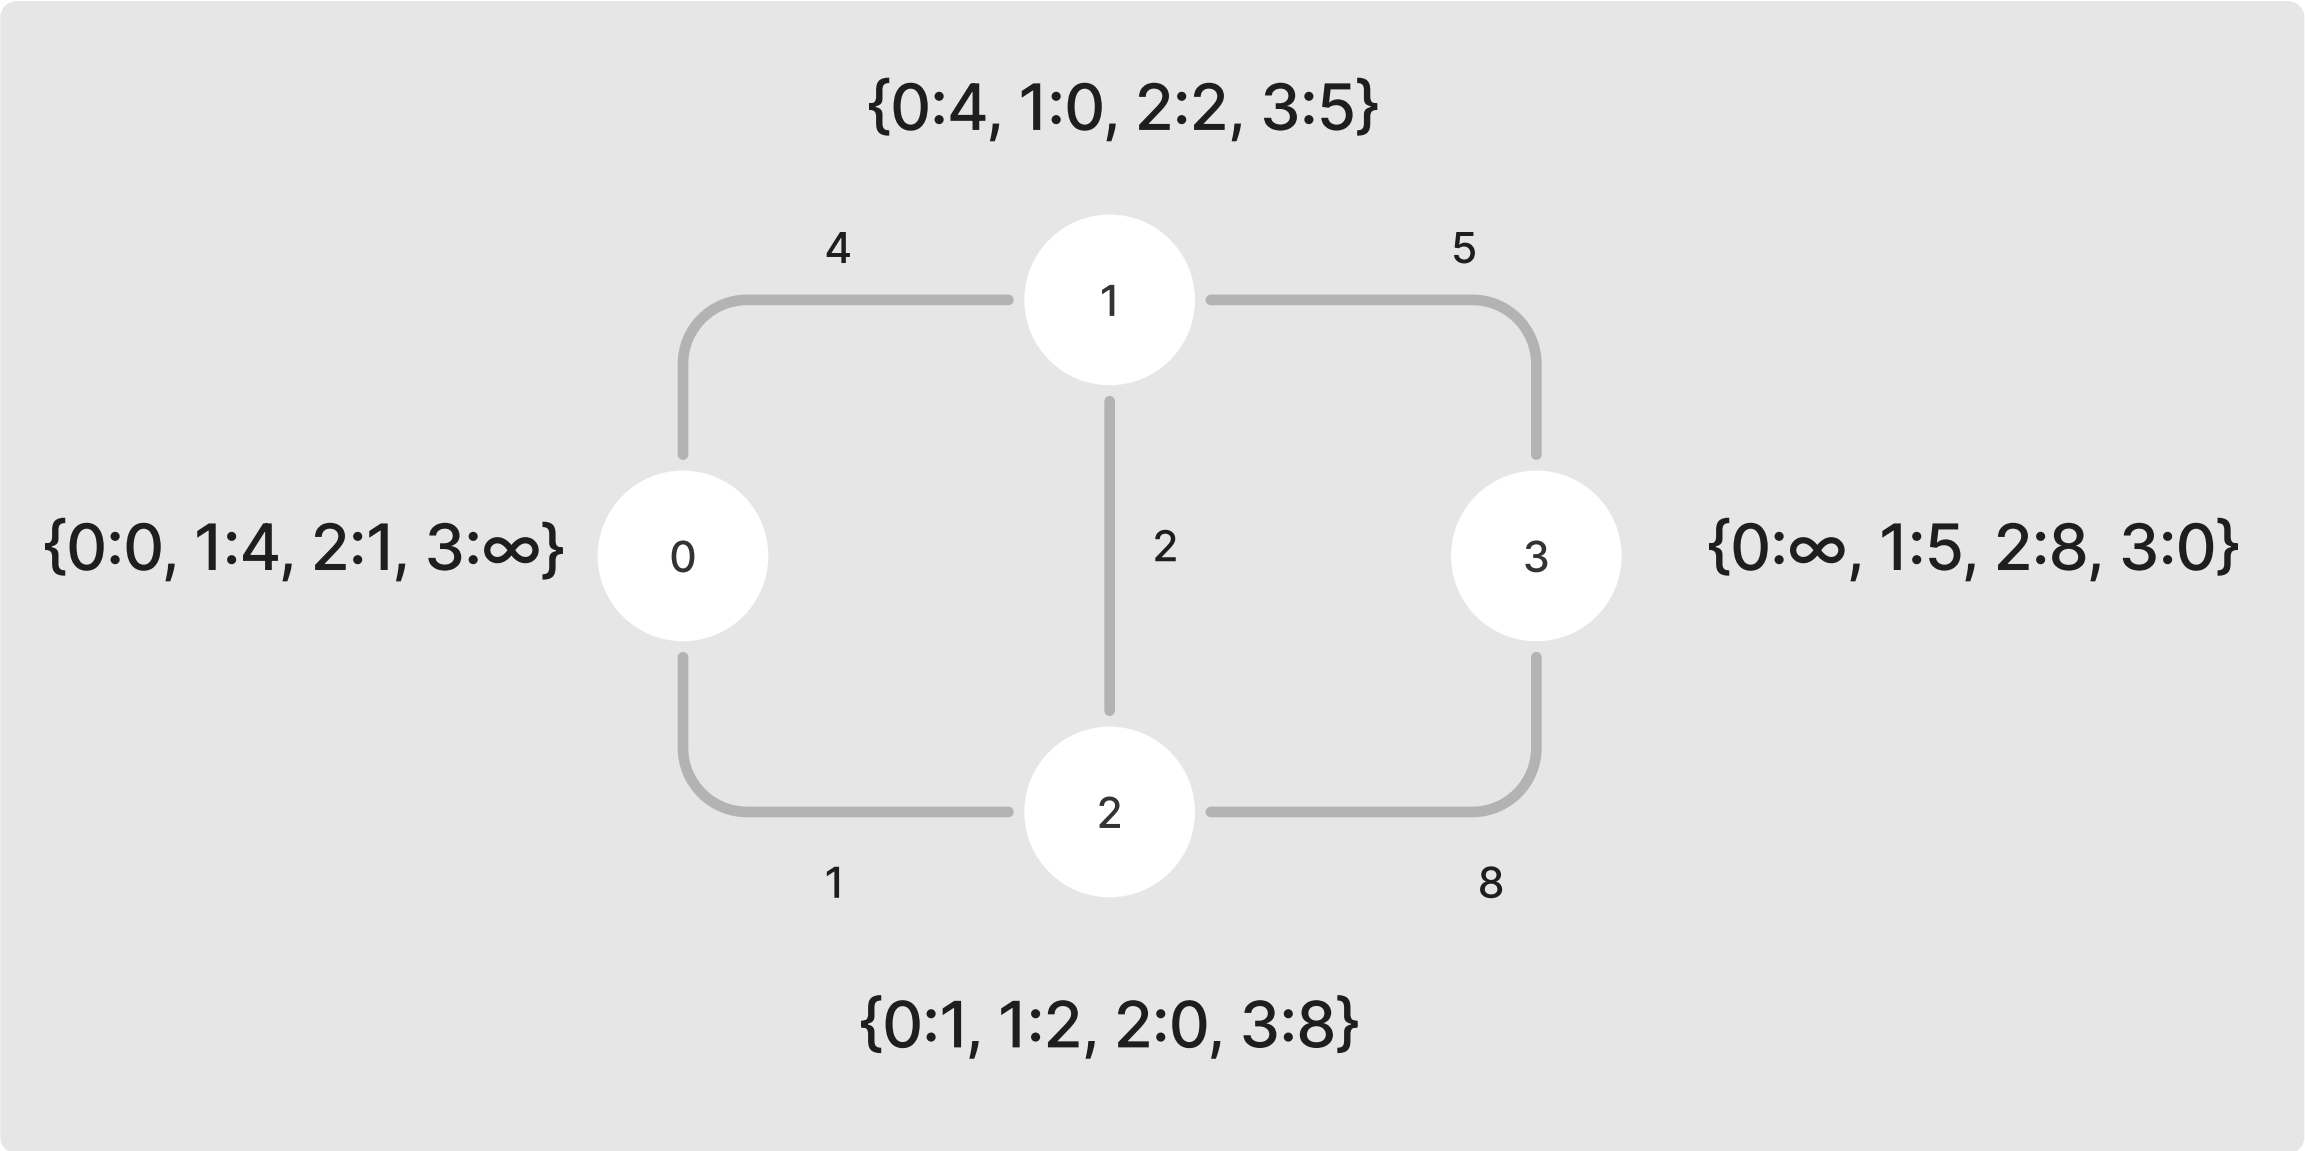 {0:4, 1:0, 2:2, 3:5}
4
5
1
{0:0, 1:4, 2:1, 3:∞}
0
2
3
{0:∞, 1:5, 2:8, 3:0}
2
1
8
{0:1, 1:2, 2:0, 3:8}